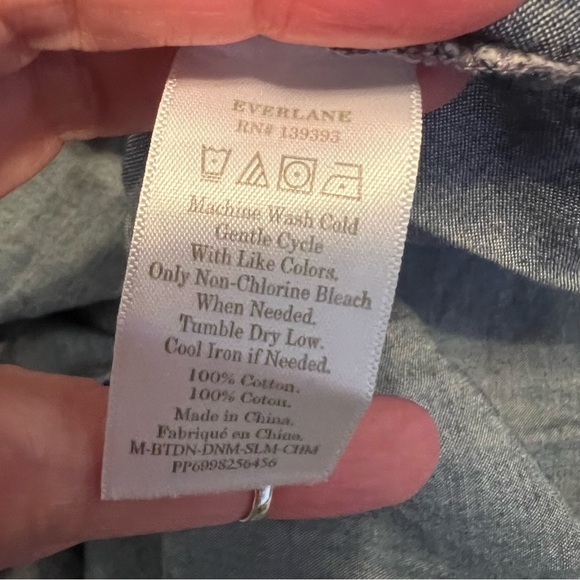 EVERLANE
RN# 139393
Machine Wash Cold
Gentle Cycle
With Like Colors.
Only Non-Chlorine Bleach
When Needed.
Tumble Dry Low.
Cool Iron if Needed.
100% Cotton.
100% Coton.
Made in China.
Fabriqué en Chine.
M-BTDN-DNM-SLM-CHM
PP6998256456